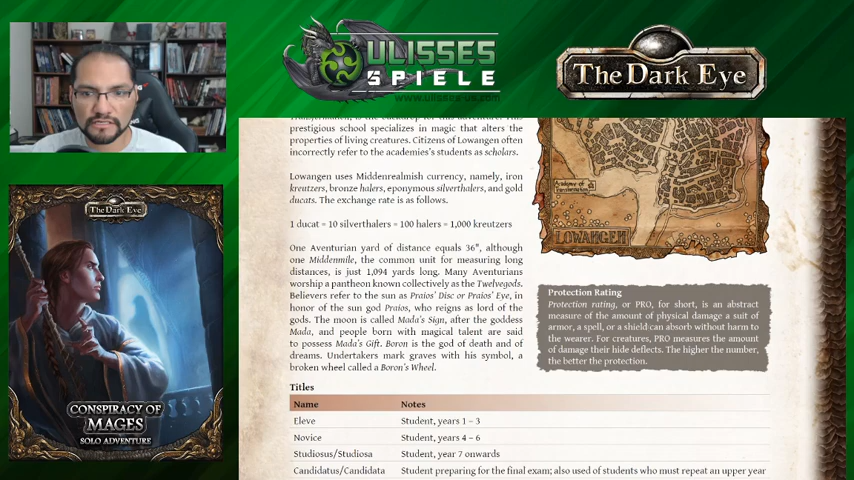 ULISSES
SPIELE
www.ulisses-us.com
The Dark Eye
The Dark Eye
CONSPIRACY OF
MAGES
SOLO ADVENTURE
Transformation, is the backdrop for this adventure. This
prestigious school specializes in magic that alters the
properties of living creatures. Citizens of Lowangen often
incorrectly refer to the academies's students as scholars.
Lowangen uses Middenrealmish currency, namely, iron
kreutzers, bronze halers, eponymous silverthalers, and gold
ducats. The exchange rate is as follows.
1 ducat = 10 silverthalers = 100 halers = 1,000 kreutzers
One Aventurian yard of distance equals 36", although
one Middenmile, the common unit for measuring long
distances, is just 1,094 yards long. Many Aventurians
worship a pantheon known collectively as the Twelvegods.
Believers refer to the sun as Praios' Disc or Praios' Eye, in
honor of the sun god Praios, who reigns as lord of the
gods. The moon is called Mada's Sign, after the goddess
Mada, and people born with magical talent are said
to possess Mada's Gift. Boron is the god of death and of
dreams. Undertakers mark graves with his symbol, a
broken wheel called a Boron's Wheel.
Academy of
Transformation
LOWANGEN
Protection Rating
Protection rating, or PRO, for short, is an abstract
measure of the amount of physical damage a suit of
armor, a spell, or a shield can absorb without harm to
the wearer. For creatures, PRO measures the amount
of damage their hide deflects. The higher the number,
the better the protection.
Titles
Name Notes
Eleve Student, years 1 – 3
Novice Student, years 4 – 6
Studiosus/Studiosa Student, year 7 onwards
Candidatus/Candidata Student preparing for the final exam; also used of students who must repeat an upper year